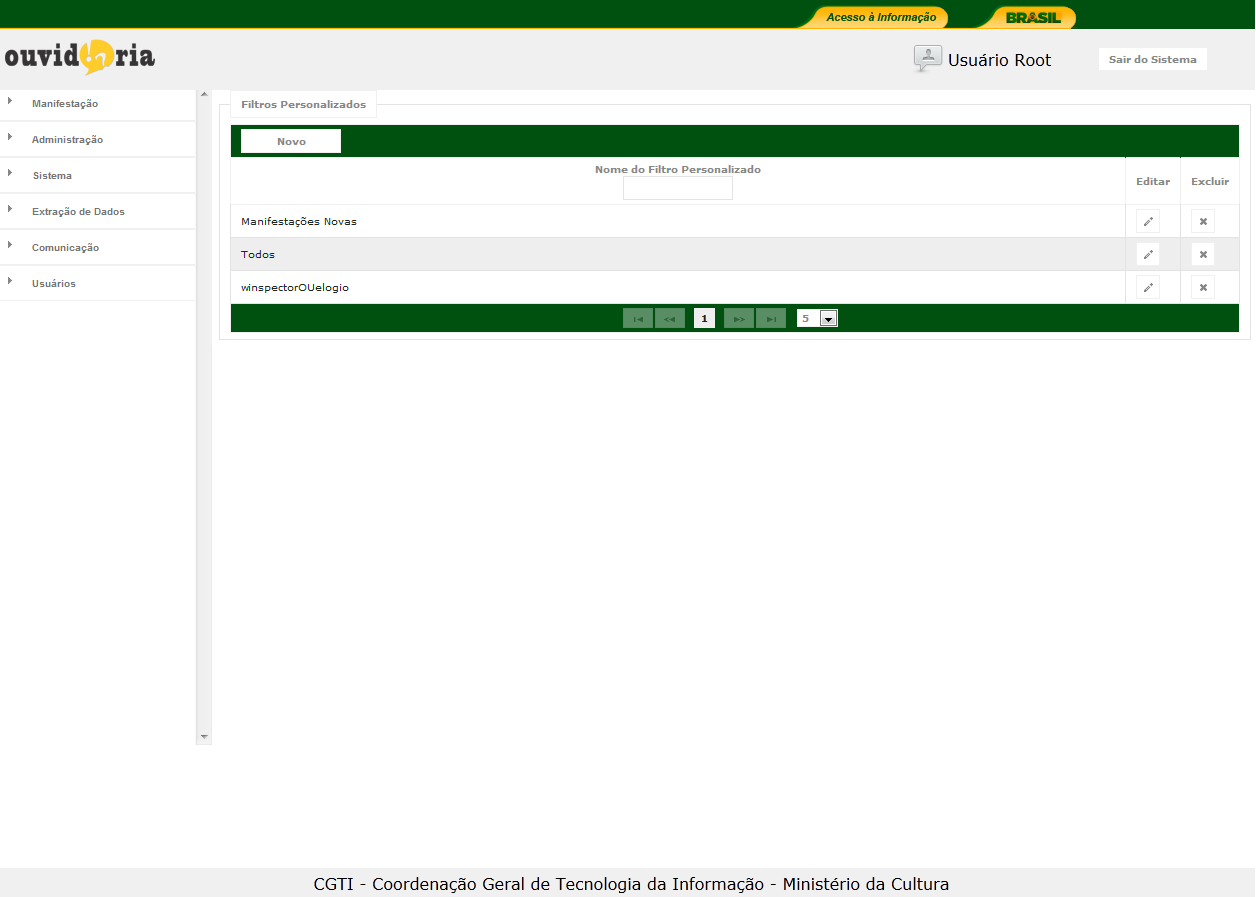 Acesso à Informação
BRASIL
ouvidoria
Usuário Root
Sair do Sistema
Manifestação
Administração
Sistema
Extração de Dados
Comunicação
Usuários
Filtros Personalizados
Novo
Nome do Filtro Personalizado
Editar
Excluir
Manifestações Novas
Todos
winspectorOUelogio
1
5
CGTI - Coordenação Geral de Tecnologia da Informação - Ministério da Cultura